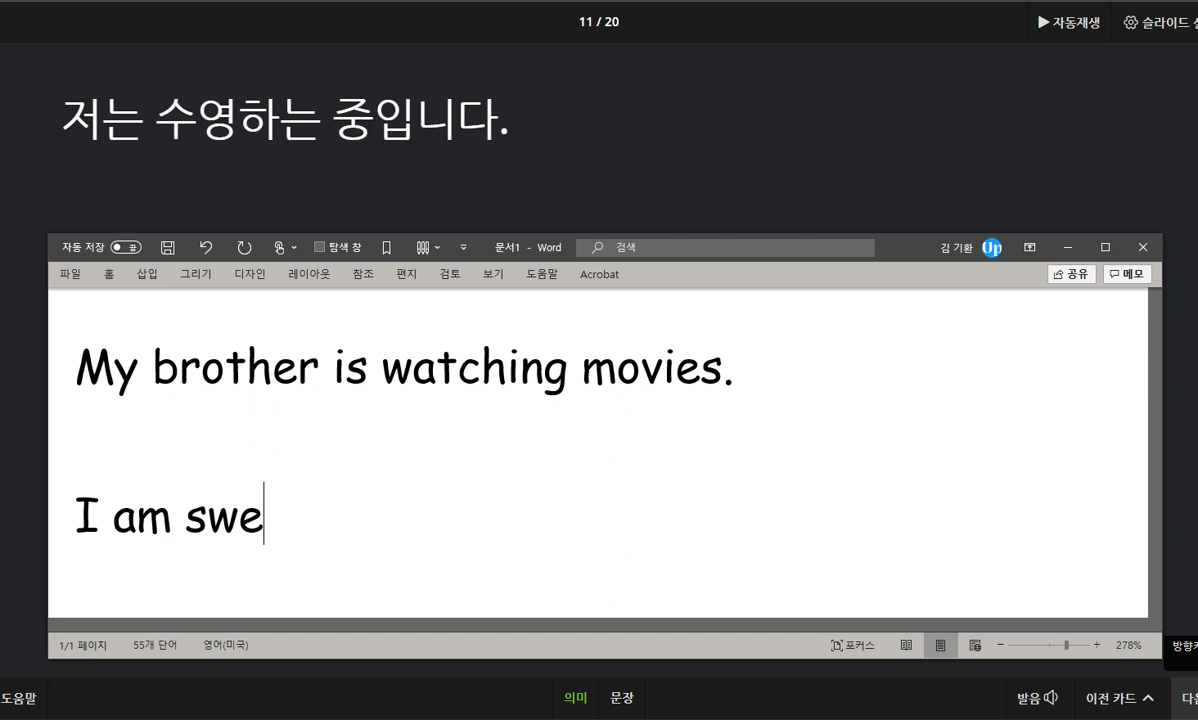 11 / 20
자동재생
슬라이드
저는 수영하는 중입니다.
자동 저장
탐색 창
문서1 - Word
검색
김 기환
Up
파일 홈 삽입 그리기 디자인 레이아웃 참조 편지 검토 보기 도움말 Acrobat
공유
메모
My brother is watching movies.
I am swe
1/1 페이지 55개 단어 영어(미국)
포커스
278%
도움말
의미
문장
발음
이전 카드